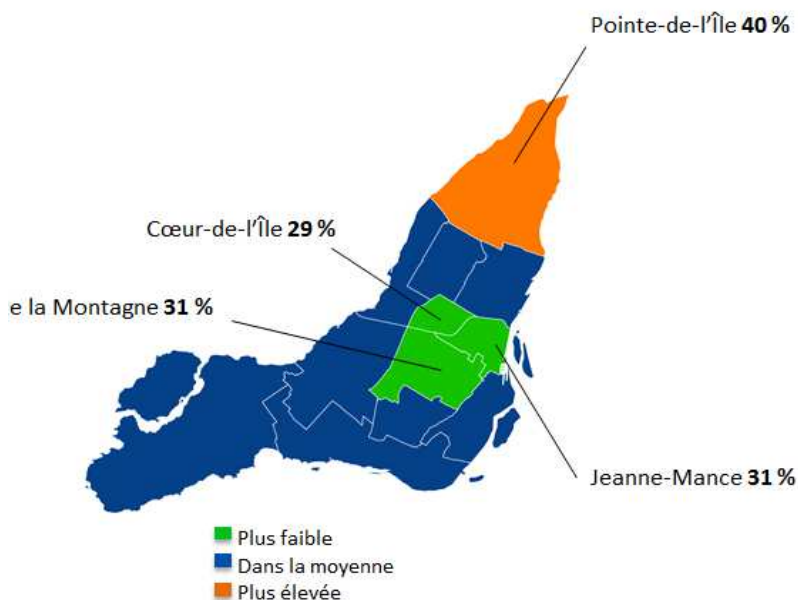 Pointe-de-l'Île 40 %
Cœur-de-l'Île 29 %
e la Montagne 31 %
Jeanne-Mance 31 %
Plus faible
Dans la moyenne
Plus élevée